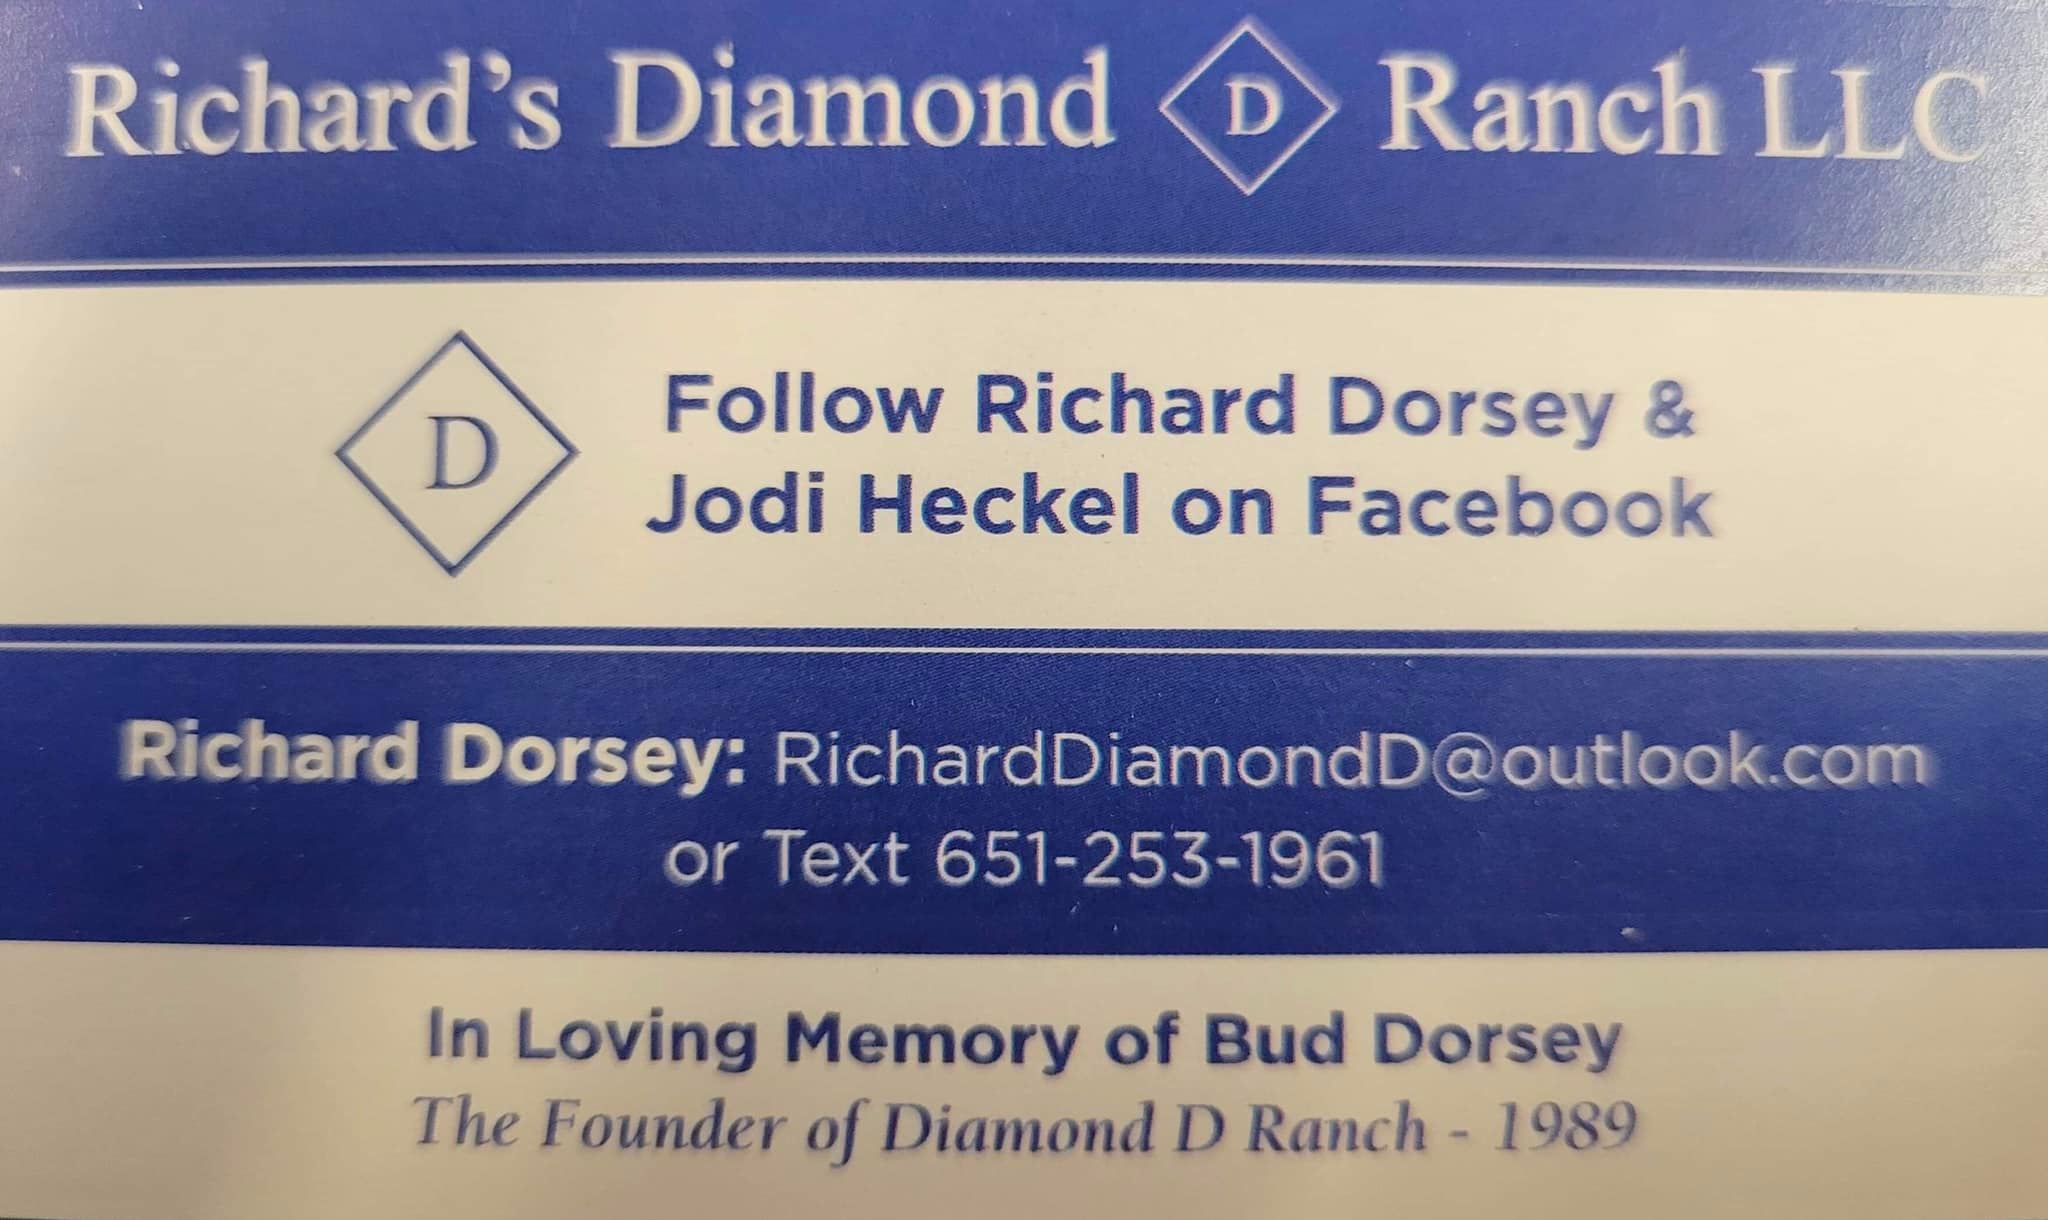 Richard's Diamond D Ranch LLC
D
Follow Richard Dorsey &
Jodi Heckel on Facebook
Richard Dorsey: RichardDiamondD@outlook.com
or Text 651-253-1961
In Loving Memory of Bud Dorsey
The Founder of Diamond D Ranch - 1989